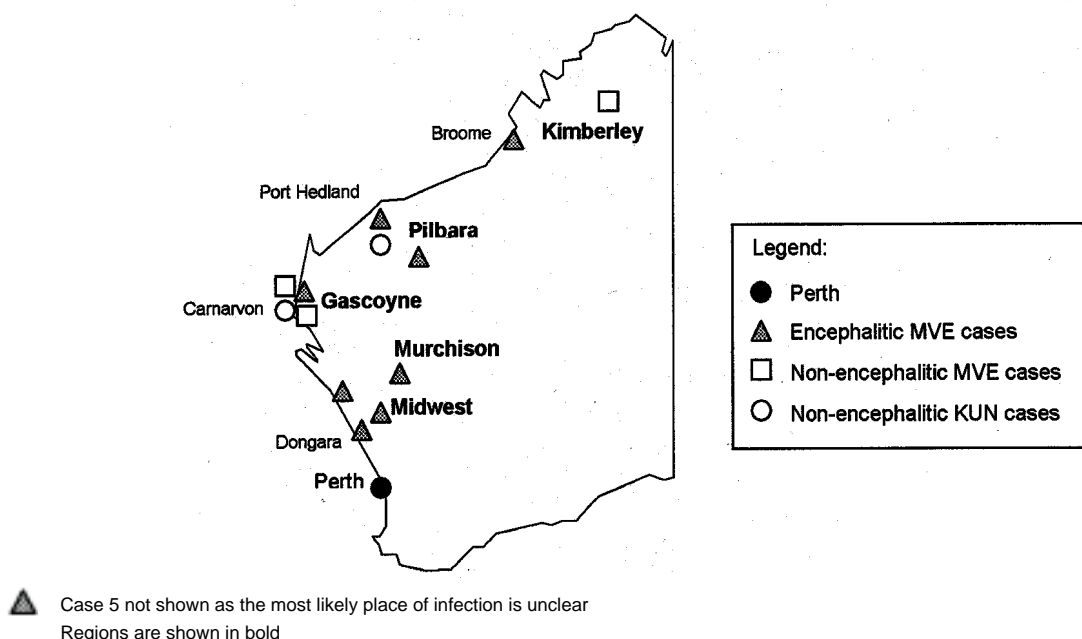 Broome
Kimberley
Port Hedland
Pilbara
Carnarvon
Gascoyne
Murchison
Midwest
Dongara
Perth
Legend:
Perth
Encephalitic MVE cases
Non-encephalitic MVE cases
Non-encephalitic KUN cases
Case 5 not shown as the most likely place of infection is unclear
Regions are shown in bold